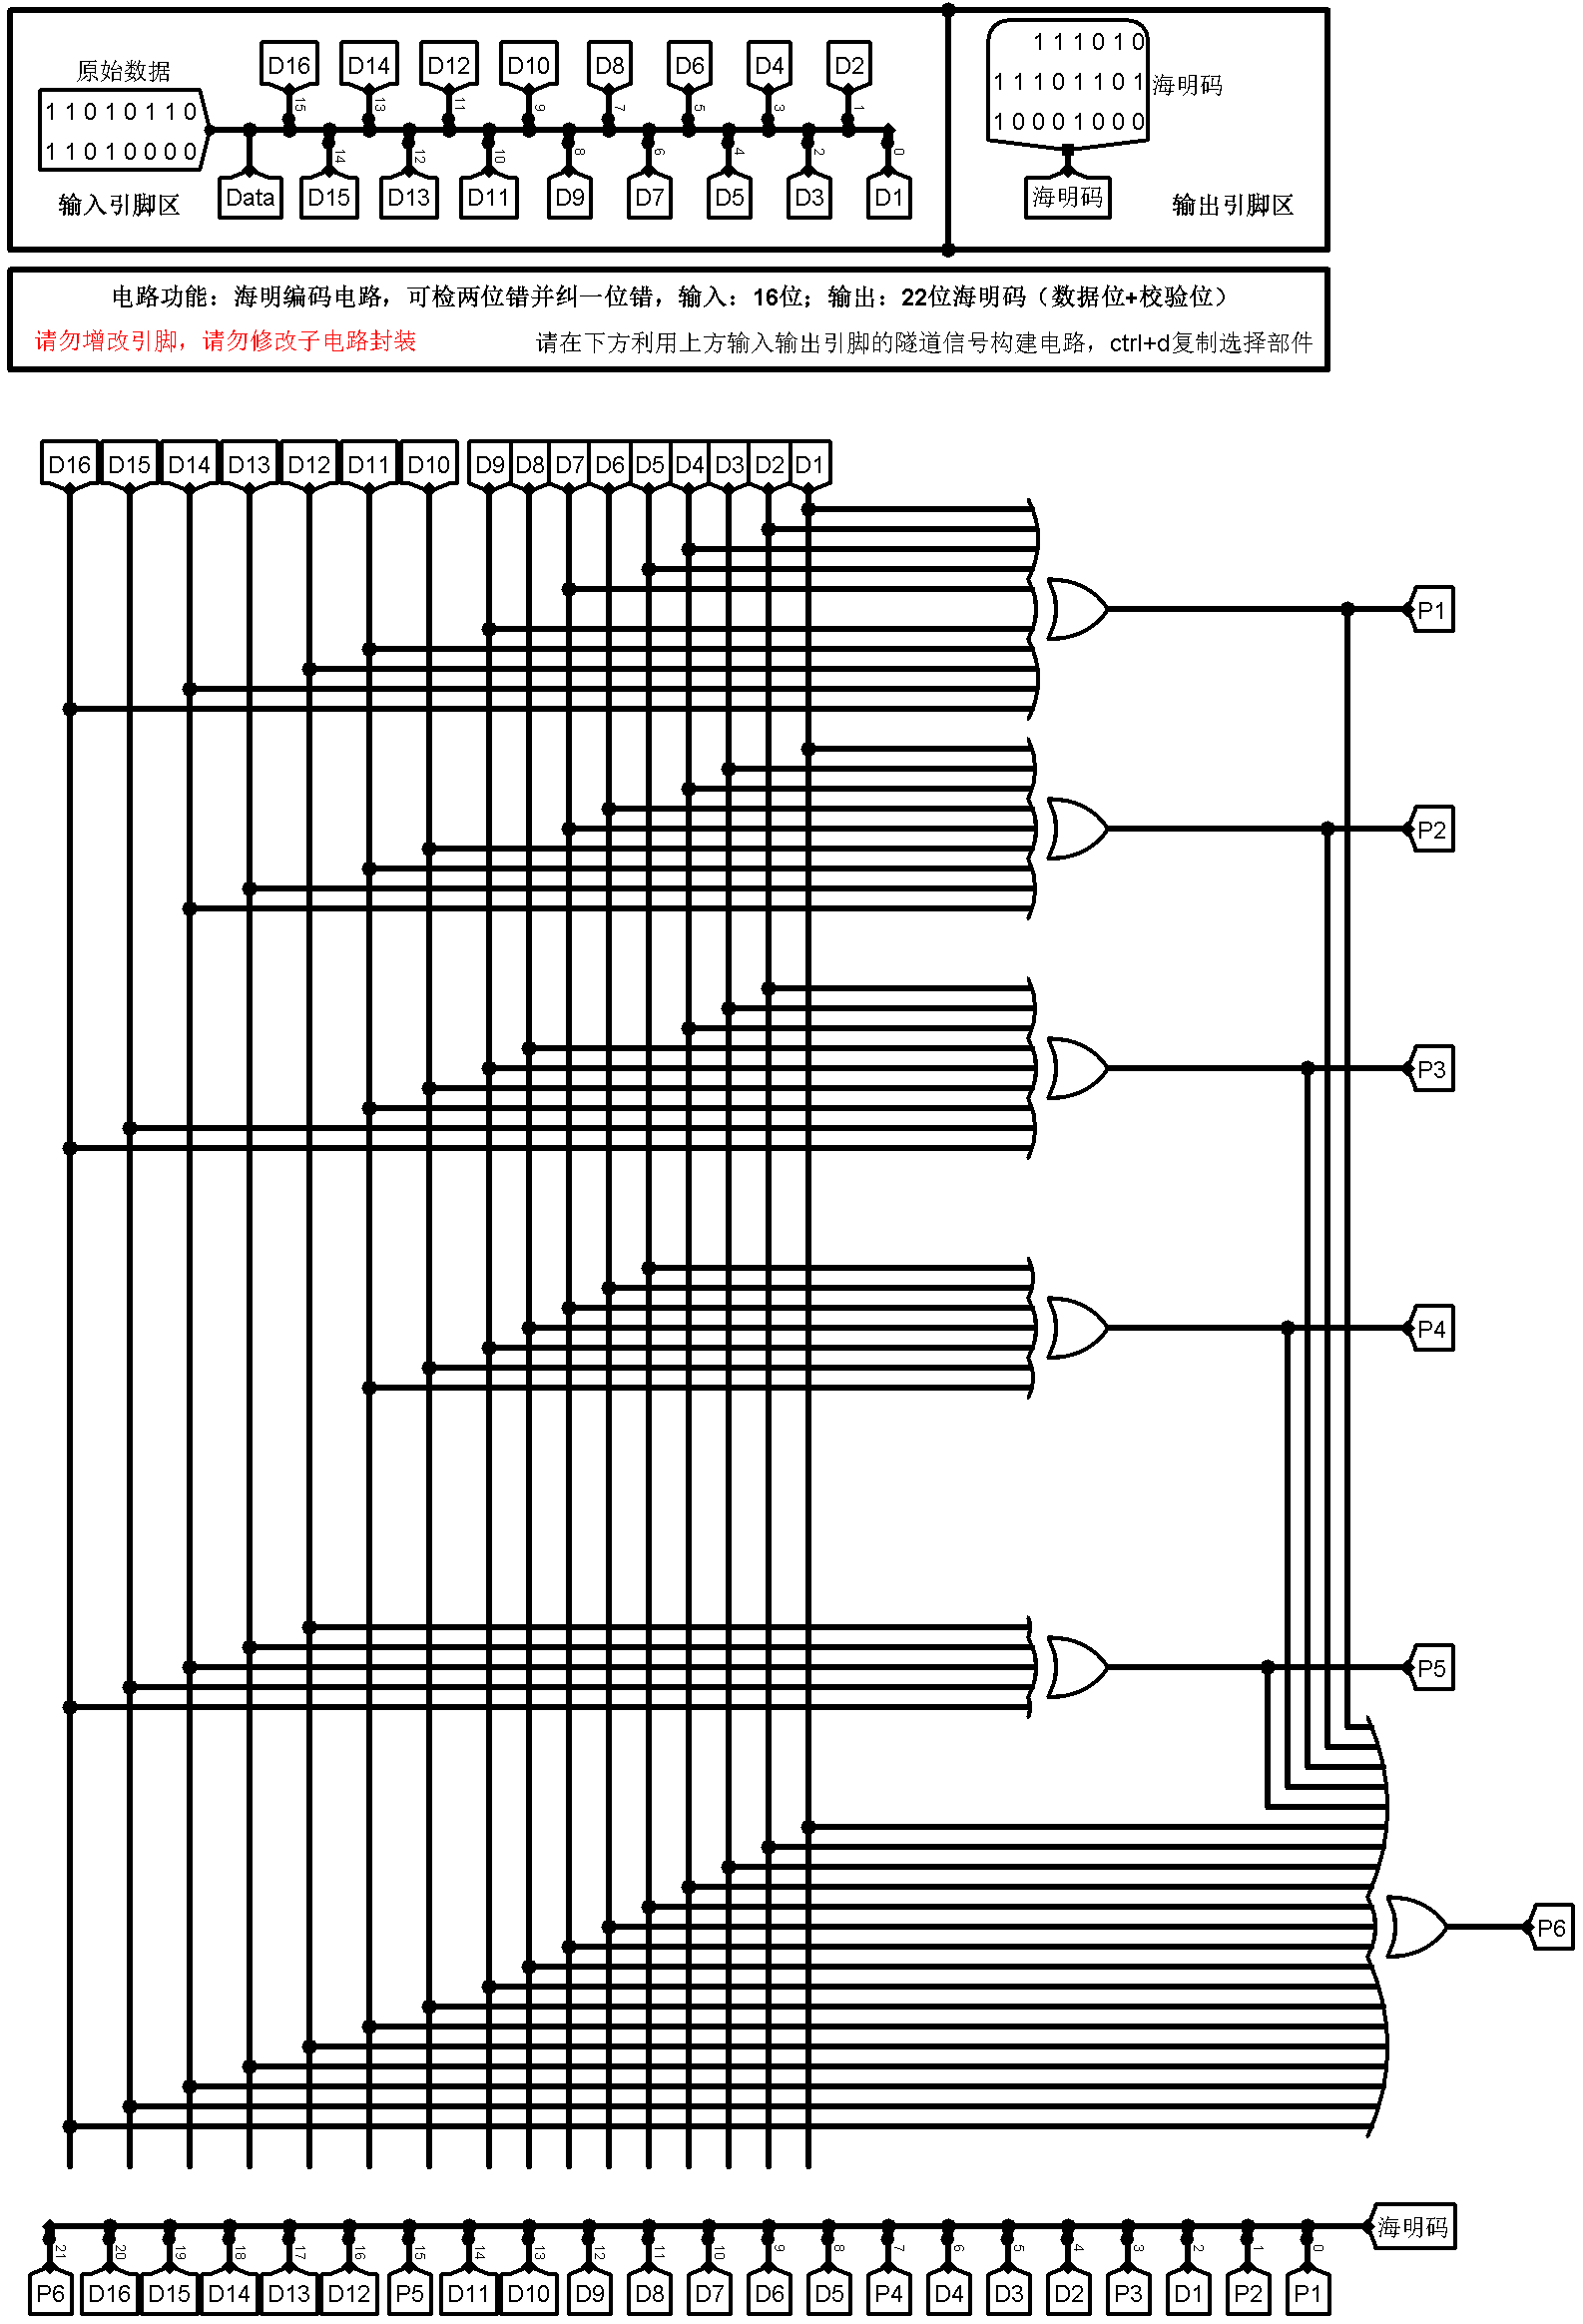 D16 D14 D12 D10 D8 D6 D4 D2
原始数据
1 1 0 1 0 1 1 0
1 1 0 1 0 0 0 0
15 13 11 9 7 5 3 1
14 12 10 8 6 4 2 0
Data D15 D13 D11 D9 D7 D5 D3 D1
输入引脚区
1 1 1 0 1 0
1 1 1 0 1 1 0 1
1 0 0 0 1 0 0 0
海明码
海明码
输出引脚区
电路功能：海明编码电路，可检两位错并纠一位错，输入：16位；输出：22位海明码（数据位+校验位）
请勿增改引脚，请勿修改子电路封装
请在下方利用上方输入输出引脚的隧道信号构建电路，ctrl+d复制选择部件
D16 D15 D14 D13 D12 D11 D10 D9 D8 D7 D6 D5 D4 D3 D2 D1
P1
P2
P3
P4
P5
P6
海明码
21 20 19 18 17 16 15 14 13 12 11 10 9 8 7 6 5 4 3 2 1 0
P6 D16 D15 D14 D13 D12 P5 D11 D10 D9 D8 D7 D6 D5 P4 D4 D3 D2 P3 D1 P2 P1